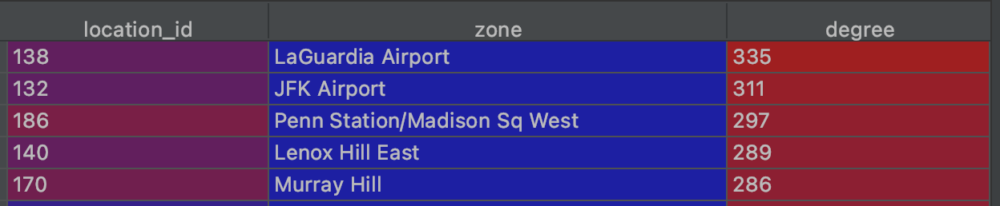 location_id zone degree
138 LaGuardia Airport 335
132 JFK Airport 311
186 Penn Station/Madison Sq West 297
140 Lenox Hill East 289
170 Murray Hill 286